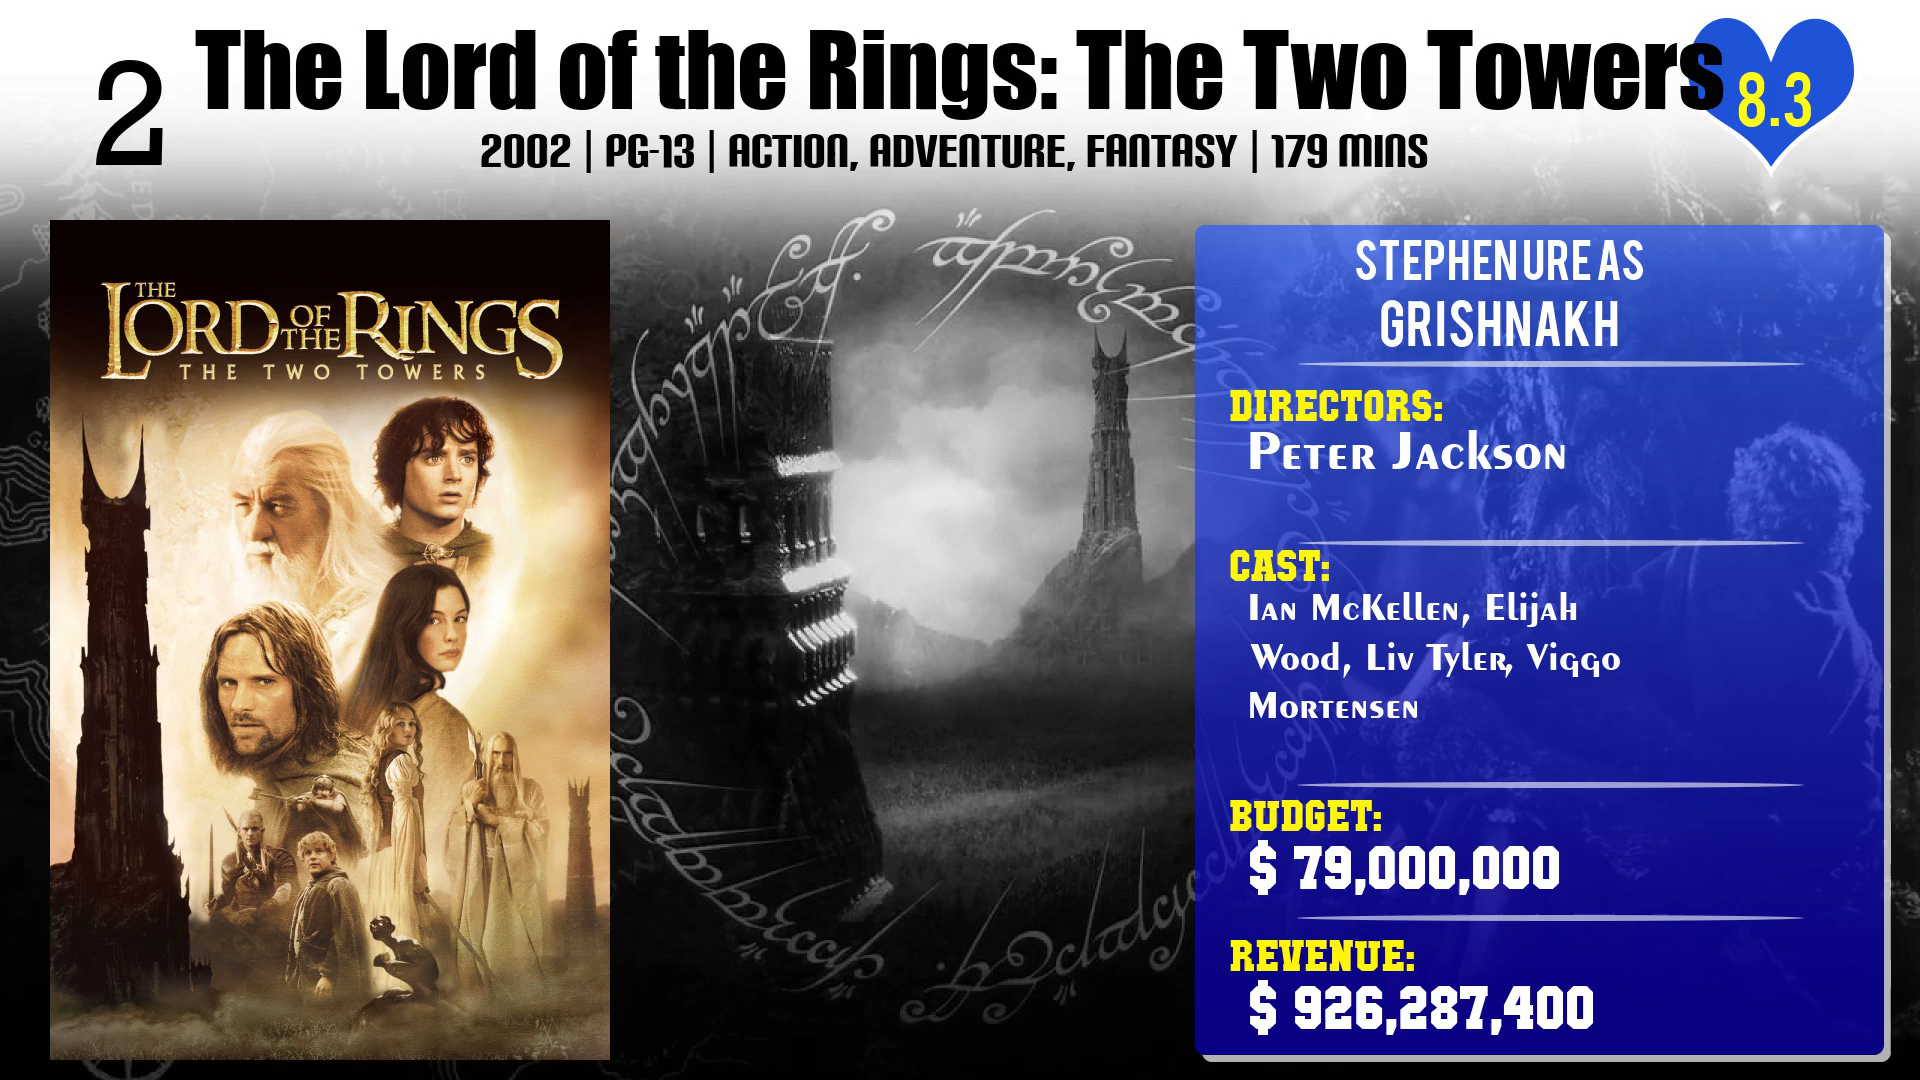 2
The Lord of the Rings: The Two Towers
8.3
2002 | PG-13 | ACTION, ADVENTURE, FANTASY | 179 MINS
THE
LORD OF THE RINGS
THE TWO TOWERS
STEPHEN URE AS
GRISHNAKH
DIRECTORS:
Peter Jackson
CAST:
Ian McKellen, Elijah
Wood, Liv Tyler, Viggo
Mortensen
BUDGET:
$ 79,000,000
REVENUE:
$ 926,287,400